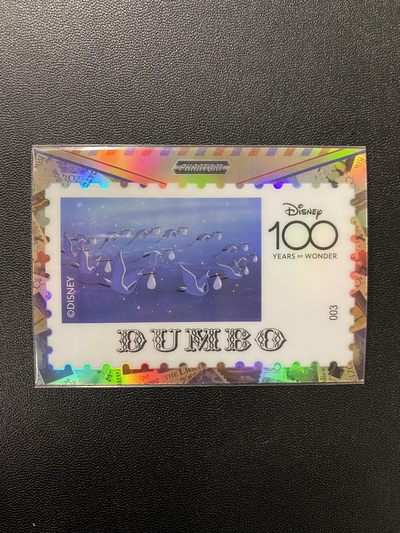 PHANTOM
Disney
100
YEARS OF WONDER
003
©DISNEY
DUMBO